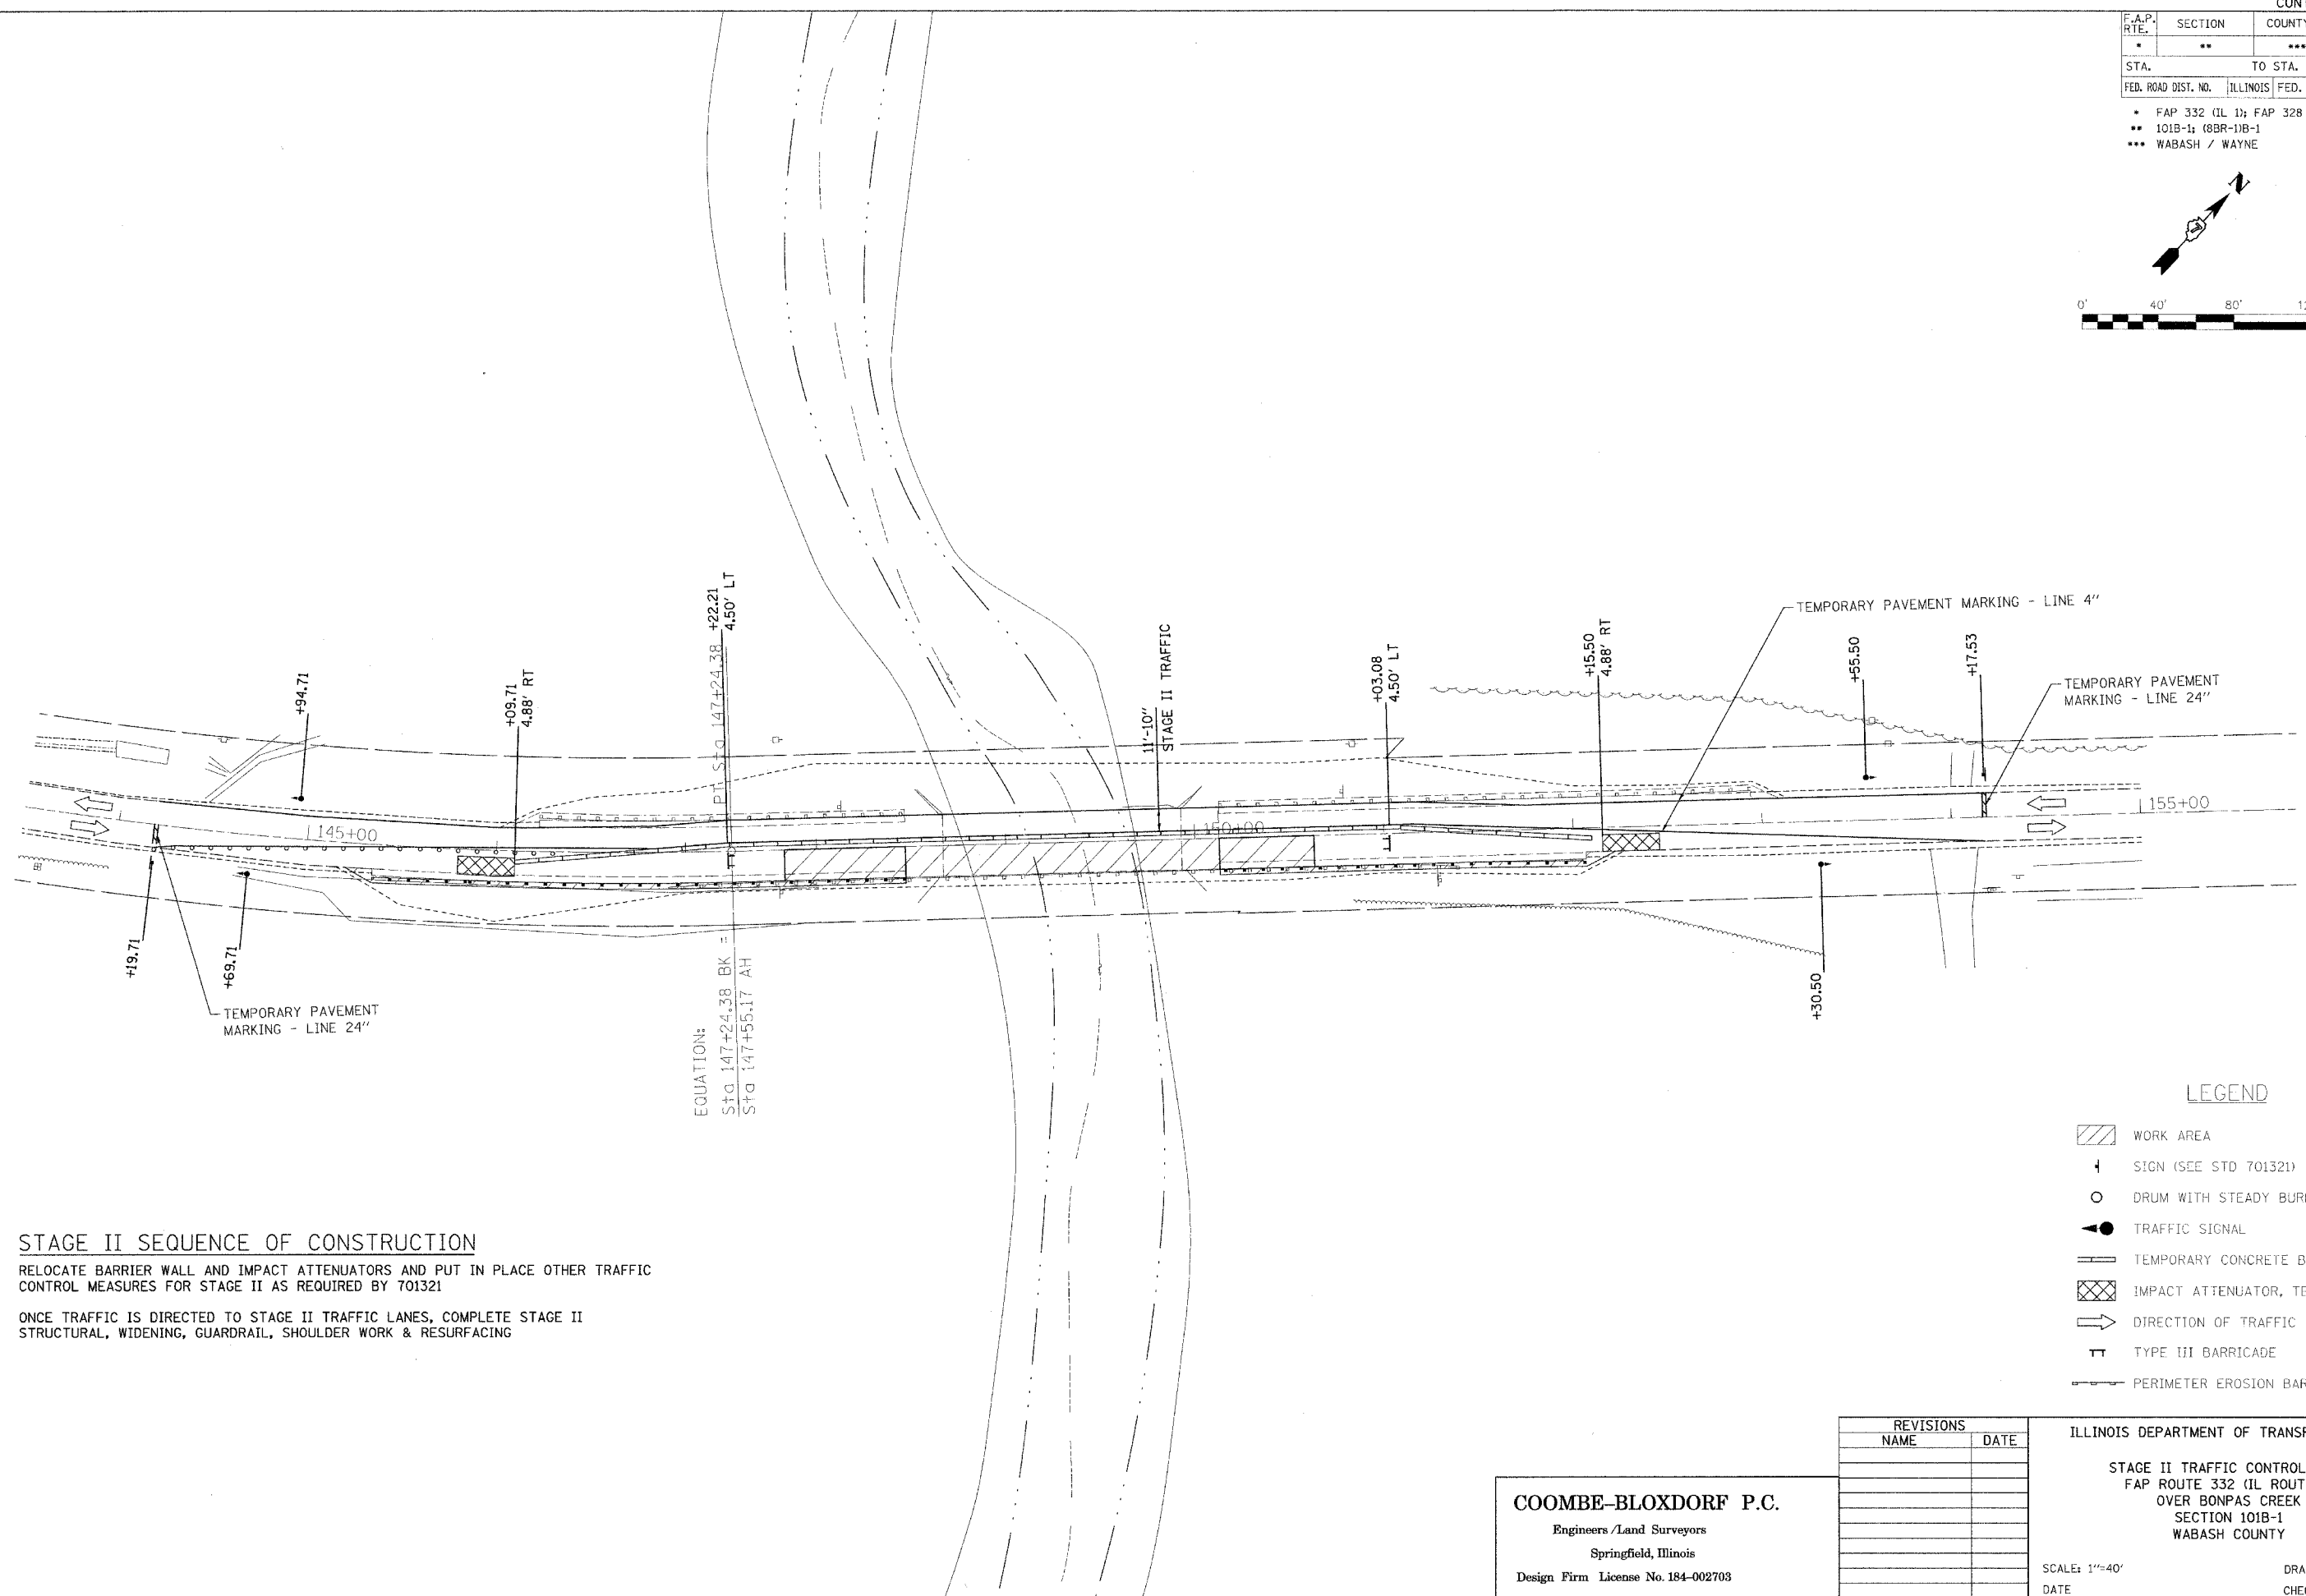 F.A.P. RTE. SECTION
* ** ***
STA. TO STA.
FED. ROAD DIST. NO. ILLINOIS FED.
* FAP 332 (IL 1); FAP 328
** 101B-1; (8BR-1)B-1
*** WABASH / WAYNE
N
0' 40' 80'
TEMPORARY PAVEMENT MARKING - LINE 4"
TEMPORARY PAVEMENT
MARKING - LINE 24"
+94.71
+09.71
4.88' RT
PT Sta 147+24.38
+22.21
4.50' LT
11'-10"
STAGE II TRAFFIC
+03.08
4.50' LT
+15.50
4.88' RT
+55.50
+17.53
145+00
150+00
155+00
+19.71
+69.71
+30.50
TEMPORARY PAVEMENT
MARKING - LINE 24"
EQUATION:
Sta 147+24.38 BK =
Sta 147+55.17 AH
LEGEND
WORK AREA
SIGN (SEE STD 701321)
DRUM WITH STEADY
TRAFFIC SIGNAL
TEMPORARY CONCRETE
IMPACT ATTENUATOR,
DIRECTION OF TRAFFIC
TYPE III BARRICADE
PERIMETER EROSION
STAGE II SEQUENCE OF CONSTRUCTION
RELOCATE BARRIER WALL AND IMPACT ATTENUATORS AND PUT IN PLACE OTHER TRAFFIC
CONTROL MEASURES FOR STAGE II AS REQUIRED BY 701321
ONCE TRAFFIC IS DIRECTED TO STAGE II TRAFFIC LANES, COMPLETE STAGE II
STRUCTURAL, WIDENING, GUARDRAIL, SHOULDER WORK & RESURFACING
COOMBE-BLOXDORF P.C.
Engineers/Land Surveyors
Springfield, Illinois
Design Firm License No. 184-002703
REVISIONS
NAME DATE
ILLINOIS DEPARTMENT OF
STAGE II TRAFFIC CONTROL
FAP ROUTE 332 (IL
OVER BONPAS CREEK
SECTION 101B-1
WABASH COUNTY
SCALE: 1"=40'
DATE